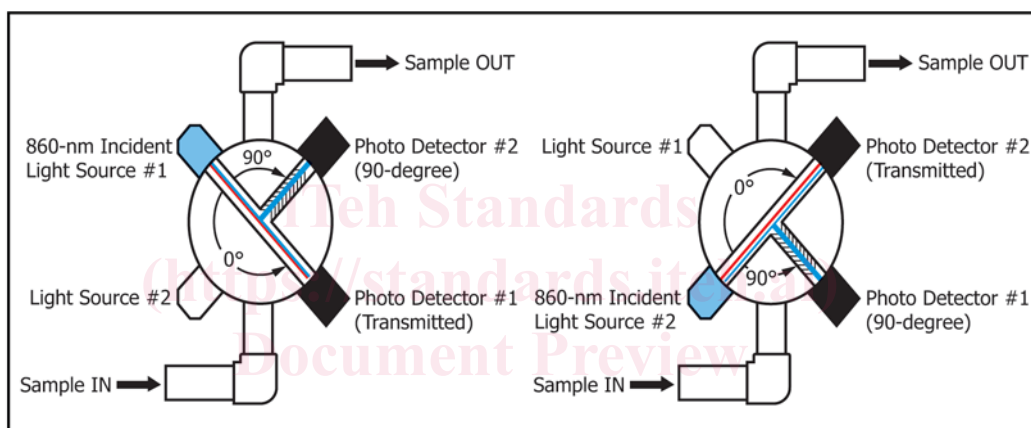 Sample OUT
860-nm Incident
Light Source #1
90°
Photo Detector #2
(90-degree)
0°
Light Source #2
Photo Detector #1
(Transmitted)
Sample IN
Sample OUT
Light Source #1
Photo Detector #2
(Transmitted)
0°
90°
860-nm Incident
Light Source #2
Photo Detector #1
(90-degree)
Sample IN
iTeh Standards
(https://standards.iteh.ai)
Document Preview